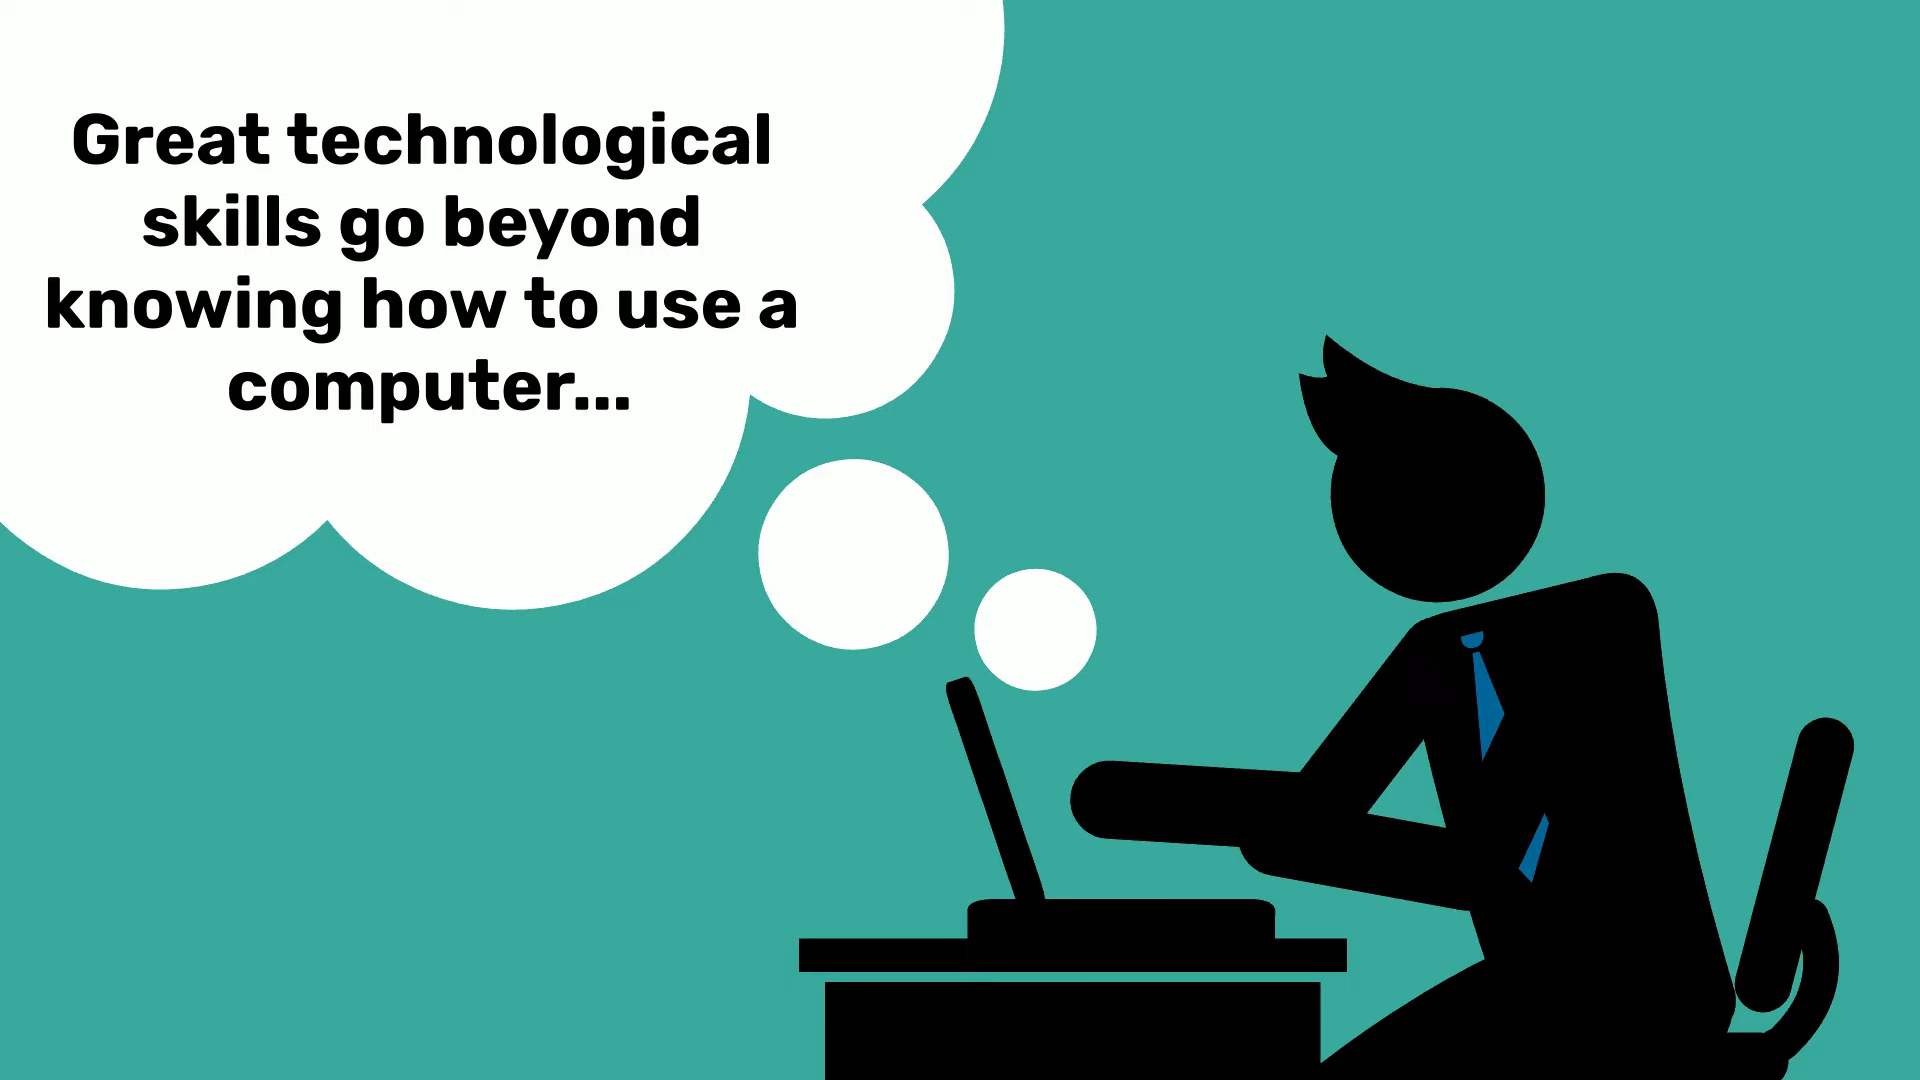 Great technological
skills go beyond
knowing how to use a
computer...